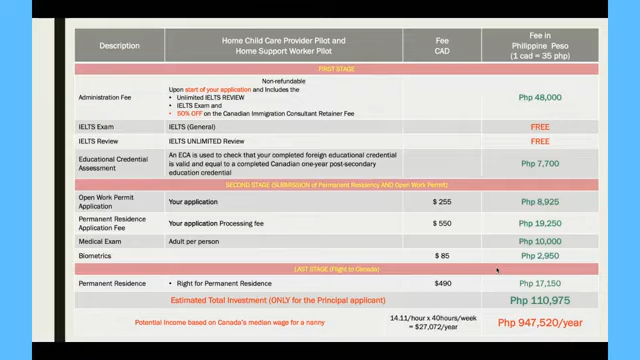 Description
Home Child Care Provider Pilot and
Home Support Worker Pilot
Fee
CAD
Fee in
Philippine Peso
(1 cad = 35 php)
FIRST STAGE
Administration Fee
Non-refundable
Upon start of your application and Includes the
• Unlimited IELTS REVIEW
• IELTS Exam and
• 50% OFF on the Canadian Immigration Consultant Retainer Fee
Php 48,000
IELTS Exam
IELTS (General)
FREE
IELTS Review
IELTS UNLIMITED Review
FREE
Educational Credential
Assessment
An ECA is used to check that your completed foreign educational credential
is valid and equal to a completed Canadian one-year post-secondary
education credential
Php 7,700
SECOND STAGE (SUBMISSION OF Permanent Residency AND Open Work Permit)
Open Work Permit
Application
Your application
$ 255
Php 8,925
Permanent Residence
Application Fee
Your application Processing fee
$ 550
Php 19,250
Medical Exam
Adult per person
Php 10,000
Biometrics
$ 85
Php 2,950
LAST STAGE (Flight to Canada)
Permanent Residence
• Right for Permanent Residence
$490
Php 17,150
Estimated Total Investment (ONLY for the Principal applicant)
Php 110,975
Potential Income based on Canada's median wage for a nanny
14.11/hour x 40hours/week
= $27,072/year
Php 947,520/year